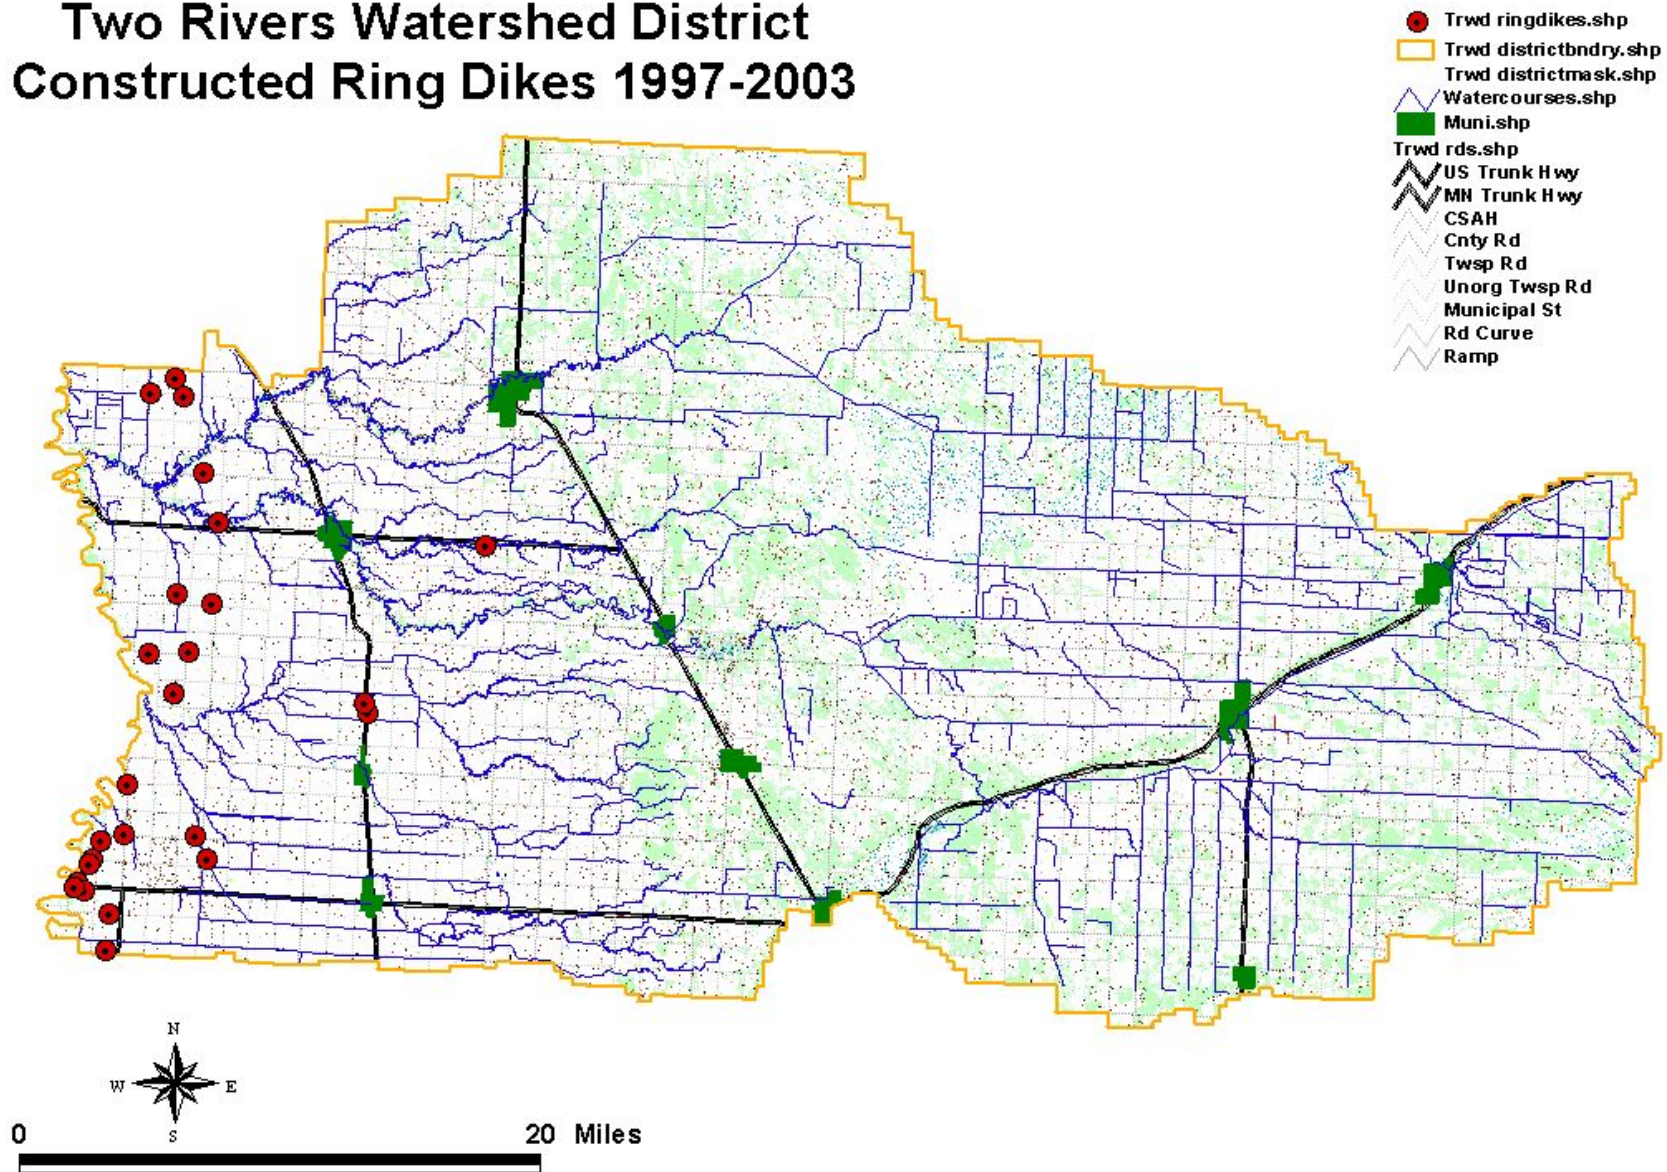 Two Rivers Watershed District
Constructed Ring Dikes 1997-2003
Trwd ringdikes.shp
Trwd districtbndry.shp
Trwd districtmask.shp
Watercourses.shp
Muni.shp
Trwd rds.shp
US Trunk Hwy
MN Trunk Hwy
CSAH
Cnty Rd
Twsp Rd
Unorg Twsp Rd
Municipal St
Rd Curve
Ramp
N
W E
S
0 20 Miles